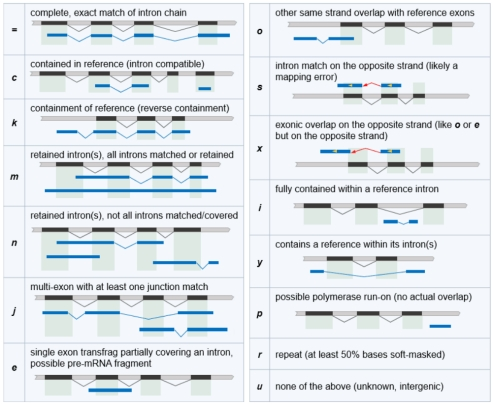 = complete, exact match of intron chain
c contained in reference (intron compatible)
k containment of reference (reverse containment)
m retained intron(s), all introns matched or retained
n retained intron(s), not all introns matched/covered
j multi-exon with at least one junction match
e single exon transfrag partially covering an intron,
possible pre-mRNA fragment
o other same strand overlap with reference exons
s intron match on the opposite strand (likely a
mapping error)
x exonic overlap on the opposite strand (like o or e
but on the opposite strand)
i fully contained within a reference intron
y contains a reference within its intron(s)
p possible polymerase run-on (no actual overlap)
r repeat (at least 50% bases soft-masked)
u none of the above (unknown, intergenic)